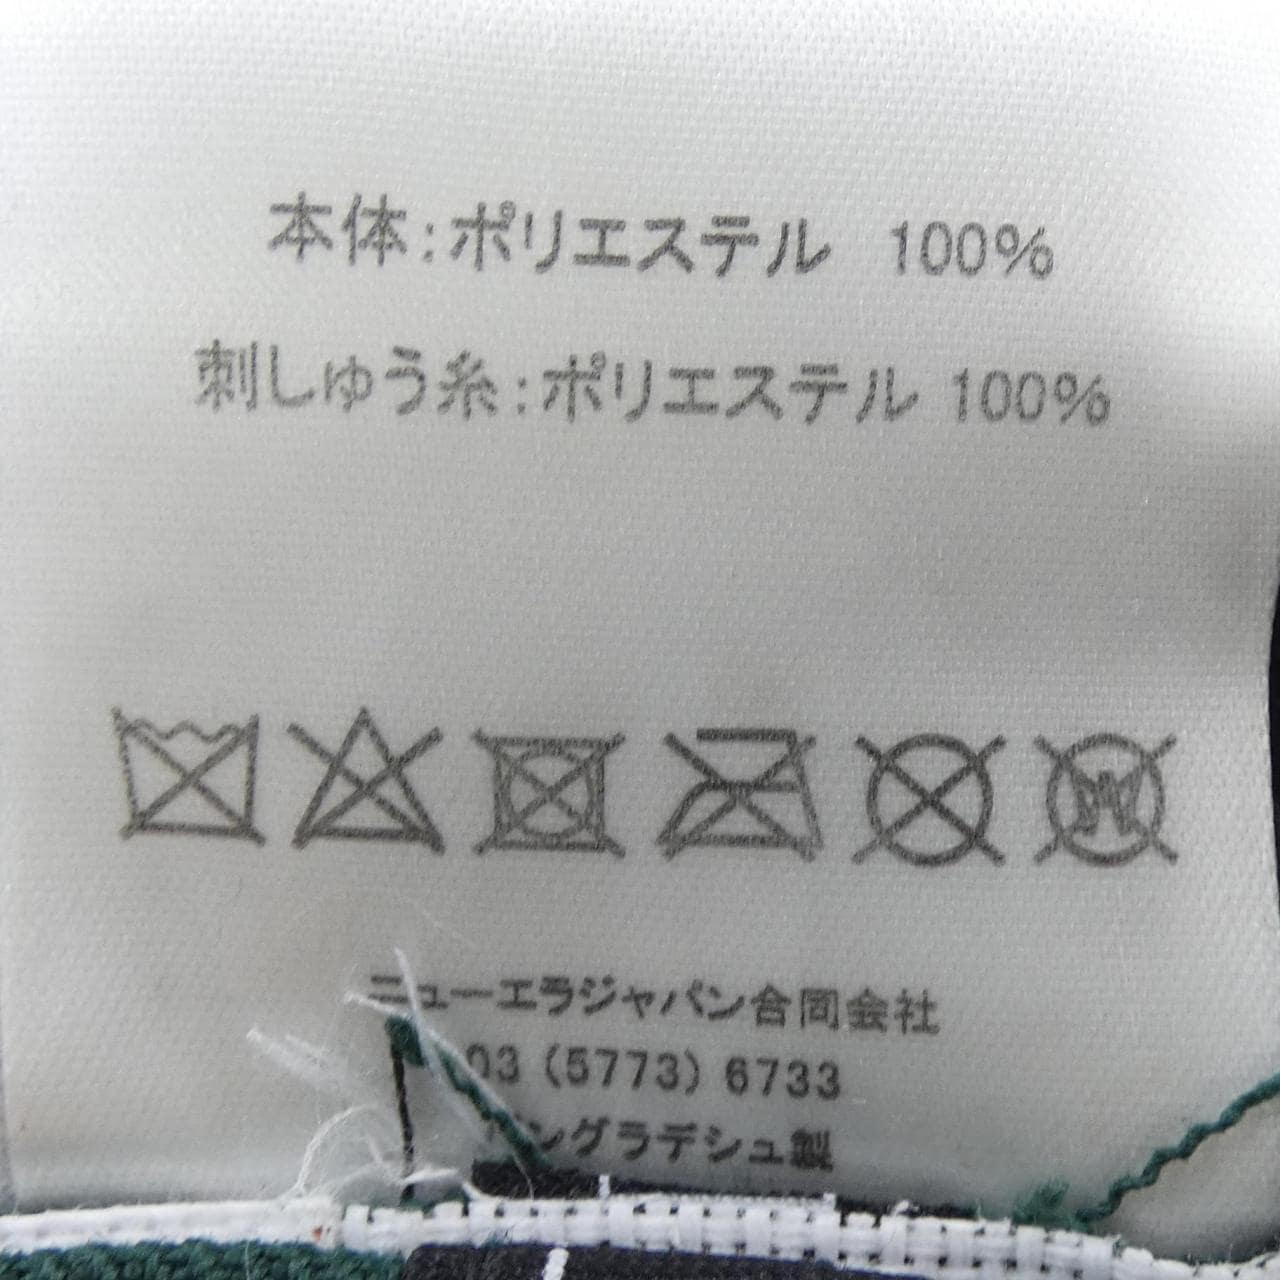 本体:ポリエステル 100%
刺しゅう糸:ポリエステル 100%
ニューエラジャパン合同会社
03 (5773) 6733
バングラデシュ製